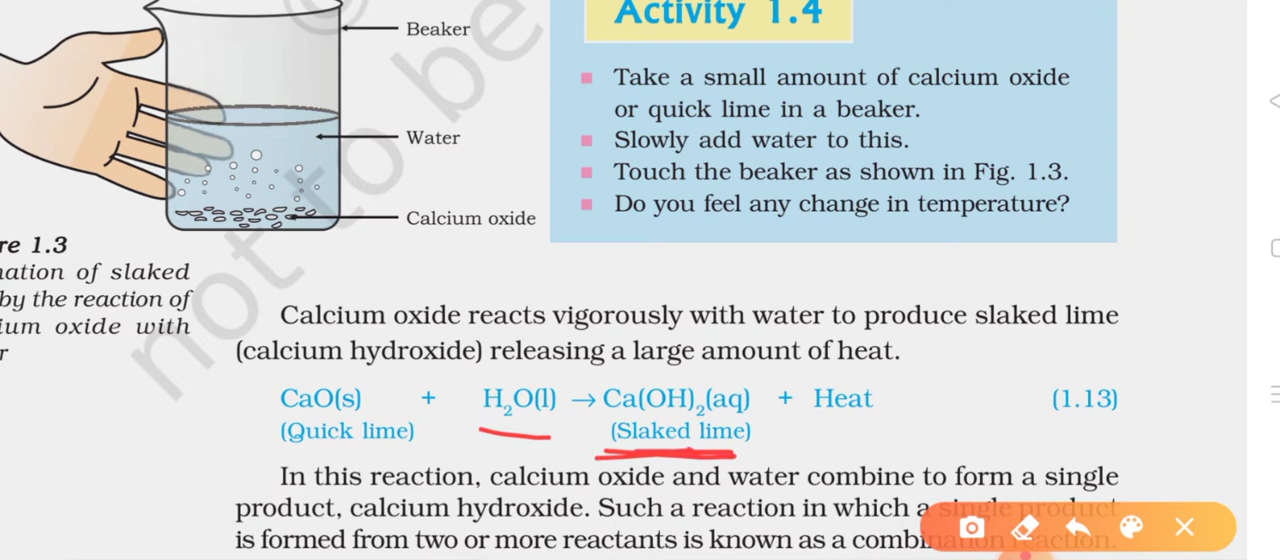 Activity 1.4
Beaker
Water
Calcium oxide
Take a small amount of calcium oxide
or quick lime in a beaker.
Slowly add water to this.
Touch the beaker as shown in Fig. 1.3.
Do you feel any change in temperature?
re 1.3
nation of slaked
by the reaction of
ium oxide with
r
not to be
Calcium oxide reacts vigorously with water to produce slaked lime
(calcium hydroxide) releasing a large amount of heat.
CaO(s) + H₂O(l) → Ca(OH)₂(aq) + Heat (1.13)
(Quick lime) (Slaked lime)
In this reaction, calcium oxide and water combine to form a single
product, calcium hydroxide. Such a reaction in which a single product
is formed from two or more reactants is known as a combination reaction.